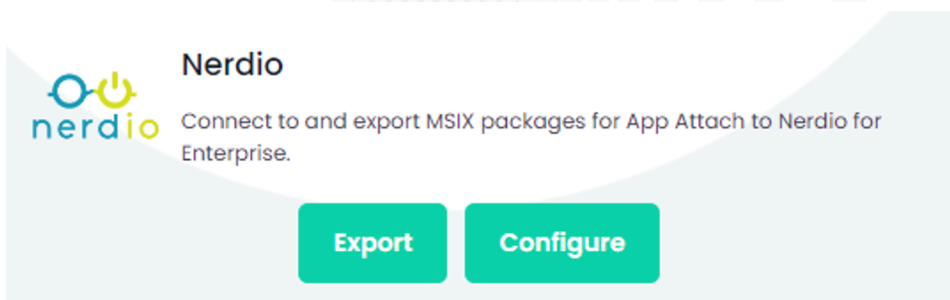 Nerdio
nerdio
Connect to and export MSIX packages for App Attach to Nerdio for
Enterprise.
Export Configure